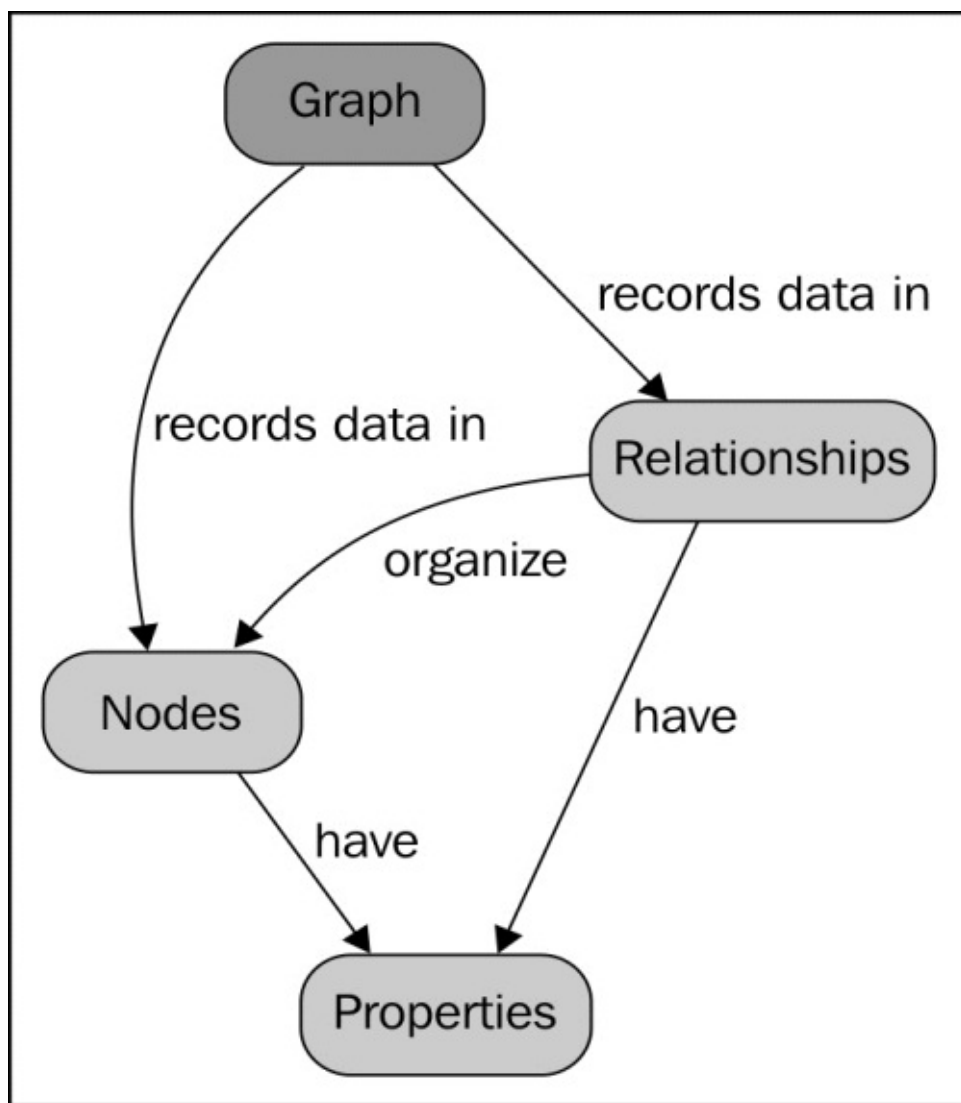 Graph
records data in
records data in
Relationships
organize
Nodes
have
have
Properties